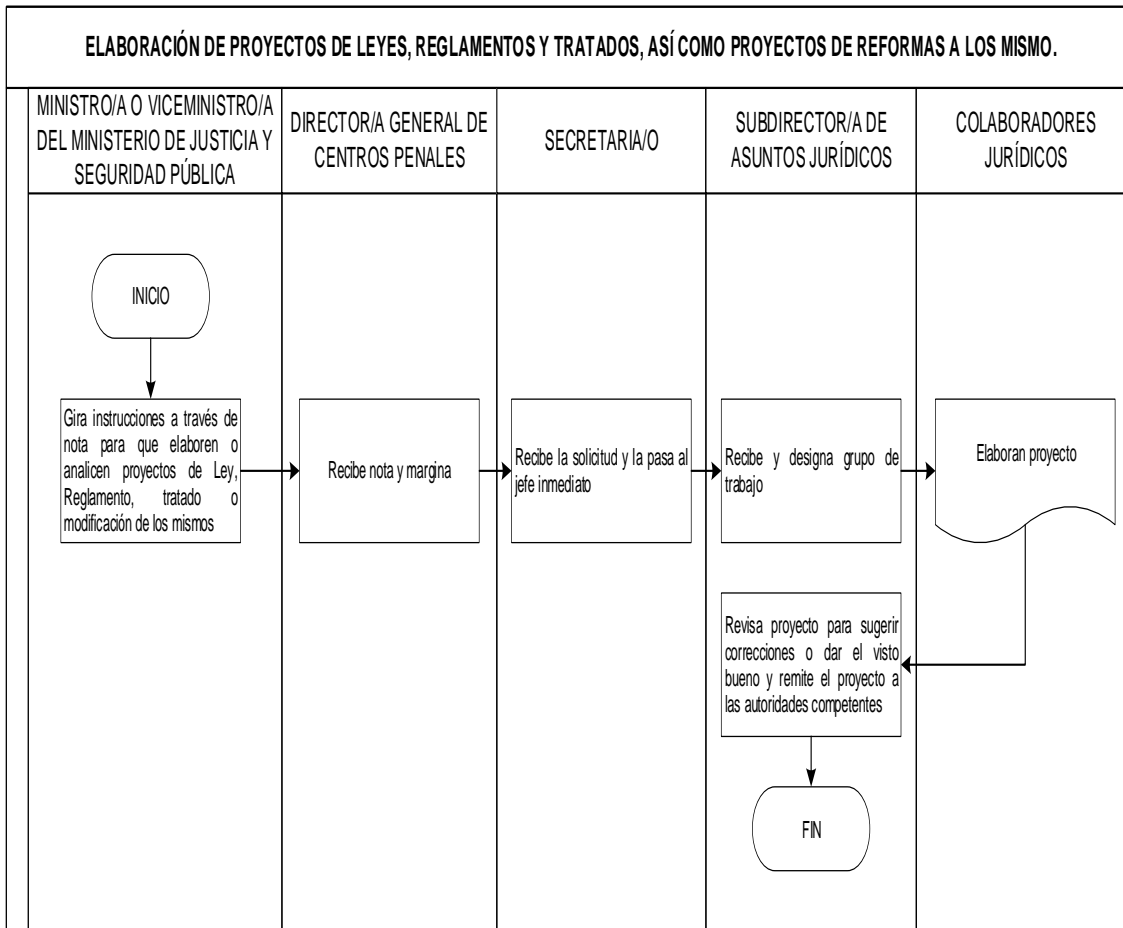 ELABORACIÓN DE PROYECTOS DE LEYES, REGLAMENTOS Y TRATADOS, ASÍ COMO PROYECTOS DE REFORMAS A LOS MISMO.
MINISTRO/A O VICEMINISTRO/A
DEL MINISTERIO DE JUSTICIA Y
SEGURIDAD PÚBLICA
DIRECTOR/A GENERAL DE
CENTROS PENALES
SECRETARIA/O
SUBDIRECTOR/A DE
ASUNTOS JURÍDICOS
COLABORADORES
JURÍDICOS
INICIO
Gira instrucciones a través de
nota para que elaboren o
analicen proyectos de Ley,
Reglamento, tratado o
modificación de los mismos
Recibe nota y margina
Recibe la solicitud y la pasa al
jefe inmediato
Recibe y designa grupo de
trabajo
Elaboran proyecto
Revisa proyecto para sugerir
correcciones o dar el visto
bueno y remite el proyecto a
las autoridades competentes
FIN